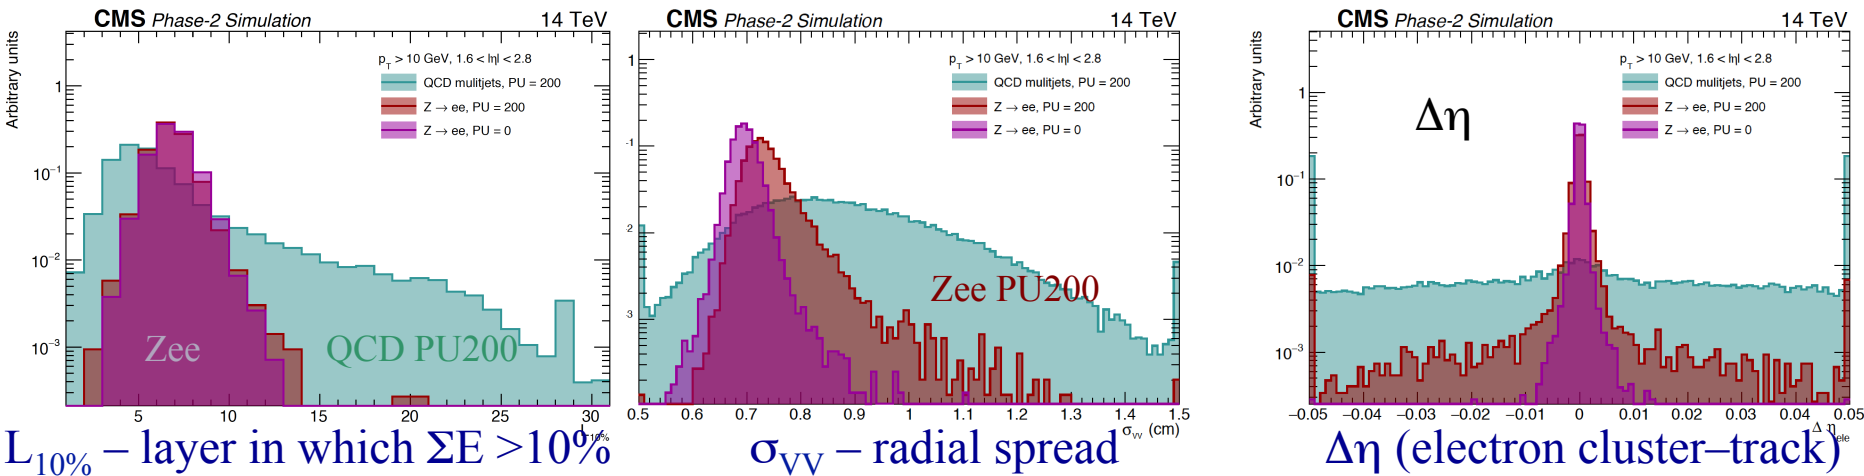 CMS Phase-2 Simulation 14 TeV
Arbitrary units
p_T > 10 GeV, 1.6 < |η| < 2.8
QCD mulitjets, PU = 200
Z → ee, PU = 200
Z → ee, PU = 0
1
10⁻¹
10⁻²
10⁻³
Zee
QCD PU200
5 10 15 20 25 30
L₁₀% – layer in which ΣE >10%
CMS Phase-2 Simulation 14 TeV
p_T > 10 GeV, 1.6 < |η| < 2.8
QCD mulitjets, PU = 200
Z → ee, PU = 200
Z → ee, PU = 0
1
-1
2
3
Zee PU200
0.5 0.6 0.7 0.8 0.9 1 1.1 1.2 1.3 1.4 1.5
σ_vv (cm)
σ_VV – radial spread
CMS Phase-2 Simulation 14 TeV
Arbitrary units
p_T > 10 GeV, 1.6 < |η| < 2.8
QCD mulitjets, PU = 200
Z → ee, PU = 200
Z → ee, PU = 0
Δη
1
10⁻¹
10⁻²
10⁻³
−0.05 −0.04 −0.03 −0.02 −0.01 0 0.01 0.02 0.03 0.04 0.05
Δ η_ele
Δη (electron cluster–track)